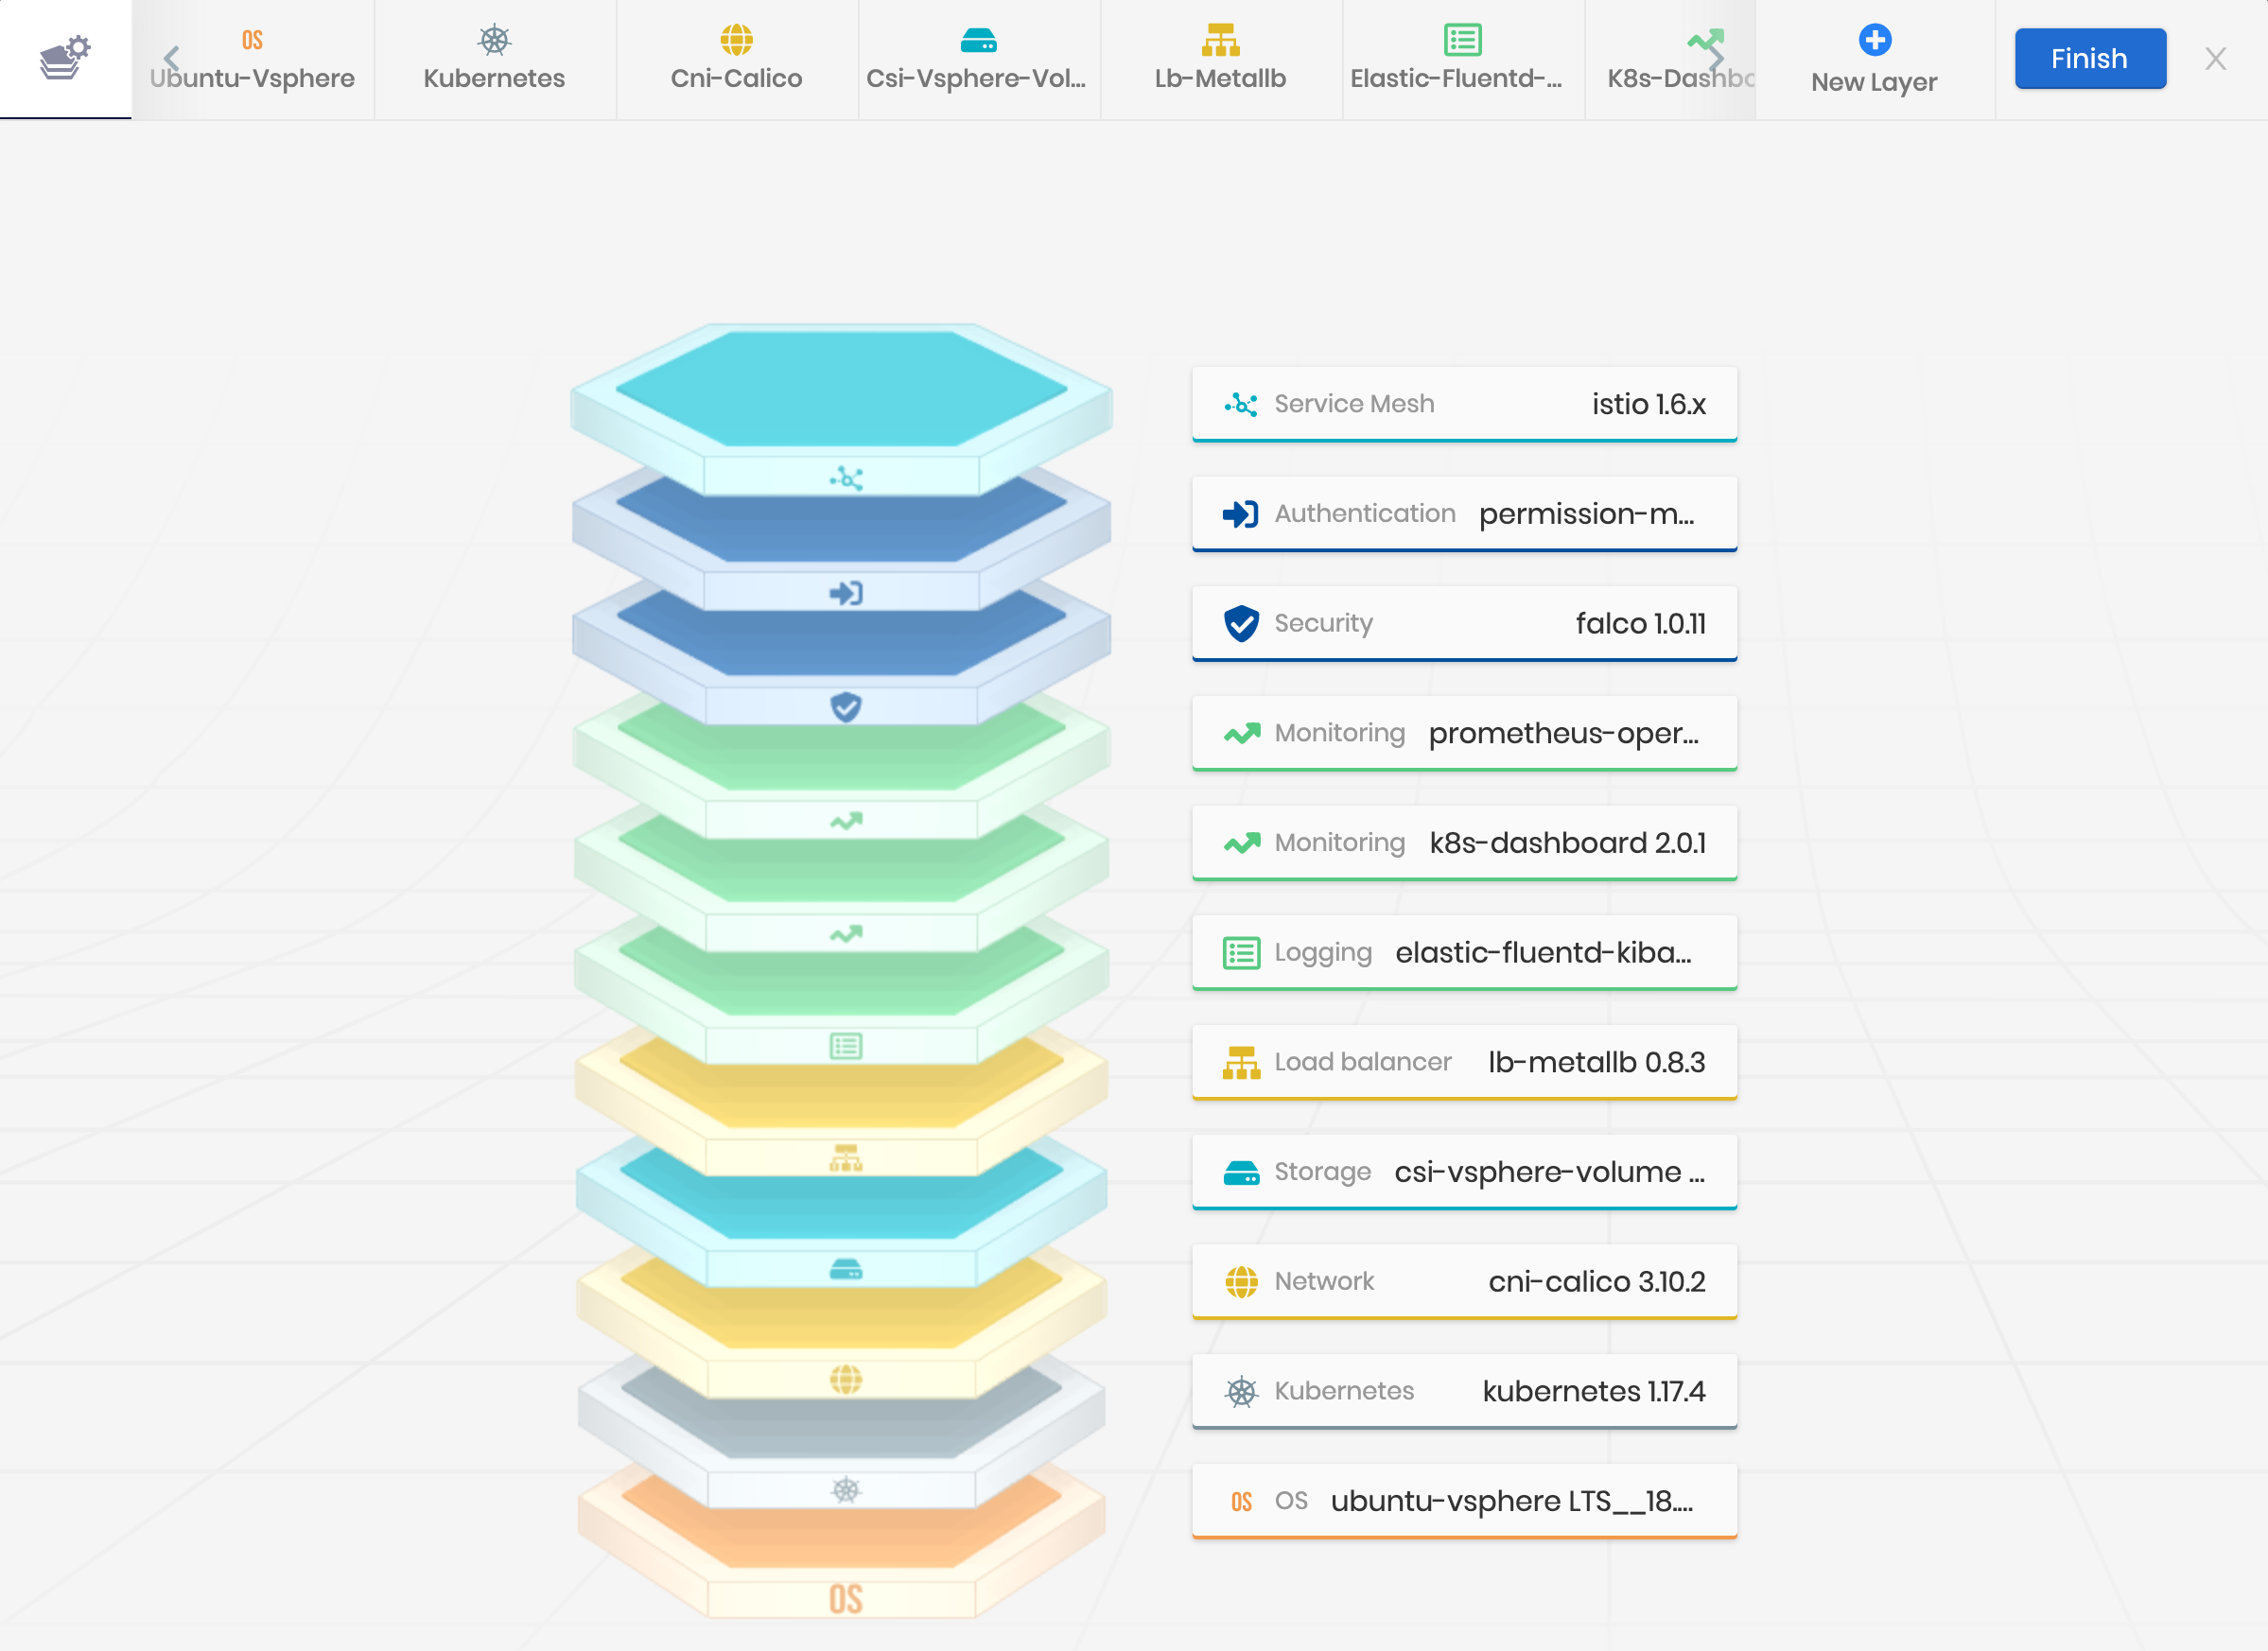 OS
Ubuntu-Vsphere
Kubernetes
Cni-Calico
Csi-Vsphere-Vol...
Lb-Metallb
Elastic-Fluentd-...
K8s-Dashbo
New Layer
Finish
Service Mesh istio 1.6.x
Authentication permission-m...
Security falco 1.0.11
Monitoring prometheus-oper...
Monitoring k8s-dashboard 2.0.1
Logging elastic-fluentd-kiba...
Load balancer lb-metallb 0.8.3
Storage csi-vsphere-volume ...
Network cni-calico 3.10.2
Kubernetes kubernetes 1.17.4
OS OS ubuntu-vsphere LTS__18....
OS